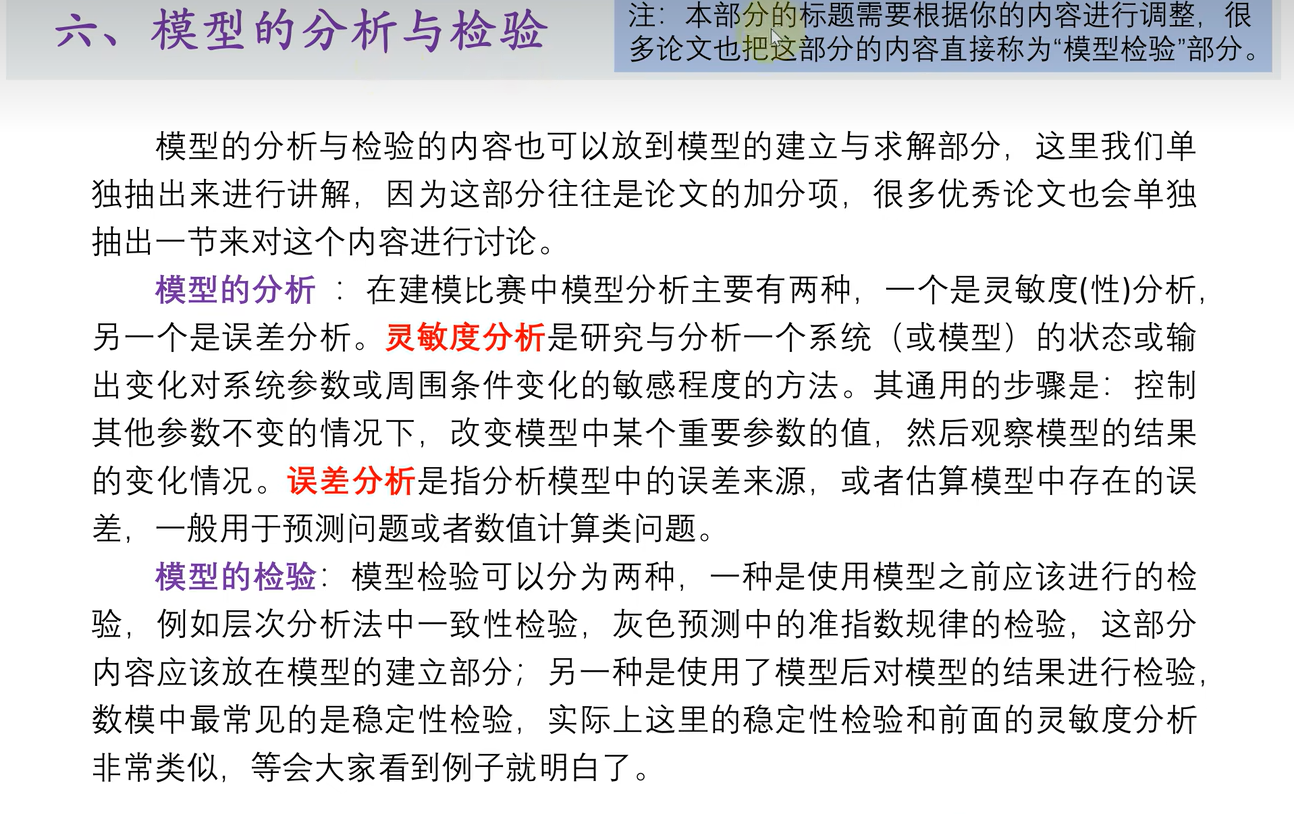 六、模型的分析与检验
注：本部分的标题需要根据你的内容进行调整，很
多论文也把这部分的内容直接称为“模型检验”部分。
模型的分析与检验的内容也可以放到模型的建立与求解部分，这里我们单
独抽出来进行讲解，因为这部分往往是论文的加分项，很多优秀论文也会单独
抽出一节来对这个内容进行讨论。
模型的分析 ：在建模比赛中模型分析主要有两种，一个是灵敏度(性)分析，
另一个是误差分析。灵敏度分析是研究与分析一个系统（或模型）的状态或输
出变化对系统参数或周围条件变化的敏感程度的方法。其通用的步骤是：控制
其他参数不变的情况下，改变模型中某个重要参数的值，然后观察模型的结果
的变化情况。误差分析是指分析模型中的误差来源，或者估算模型中存在的误
差，一般用于预测问题或者数值计算类问题。
模型的检验：模型检验可以分为两种，一种是使用模型之前应该进行的检
验，例如层次分析法中一致性检验，灰色预测中的准指数规律的检验，这部分
内容应该放在模型的建立部分；另一种是使用了模型后对模型的结果进行检验，
数模中最常见的是稳定性检验，实际上这里的稳定性检验和前面的灵敏度分析
非常类似，等会大家看到例子就明白了。